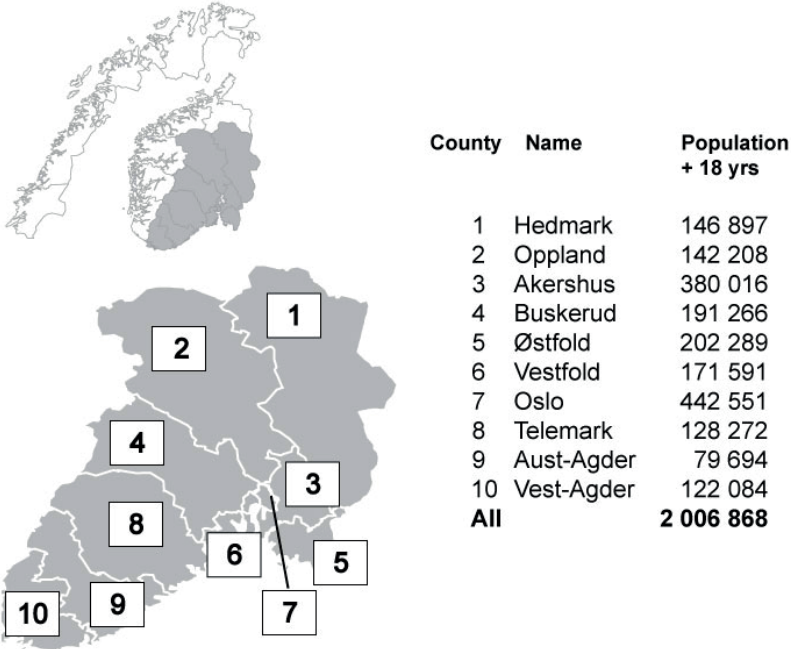 County Name Population
+ 18 yrs
1 Hedmark 146 897
2 Oppland 142 208
3 Akershus 380 016
4 Buskerud 191 266
5 Østfold 202 289
6 Vestfold 171 591
7 Oslo 442 551
8 Telemark 128 272
9 Aust-Agder 79 694
10 Vest-Agder 122 084
All 2 006 868
1
2
4
3
8
6
5
9
10
7